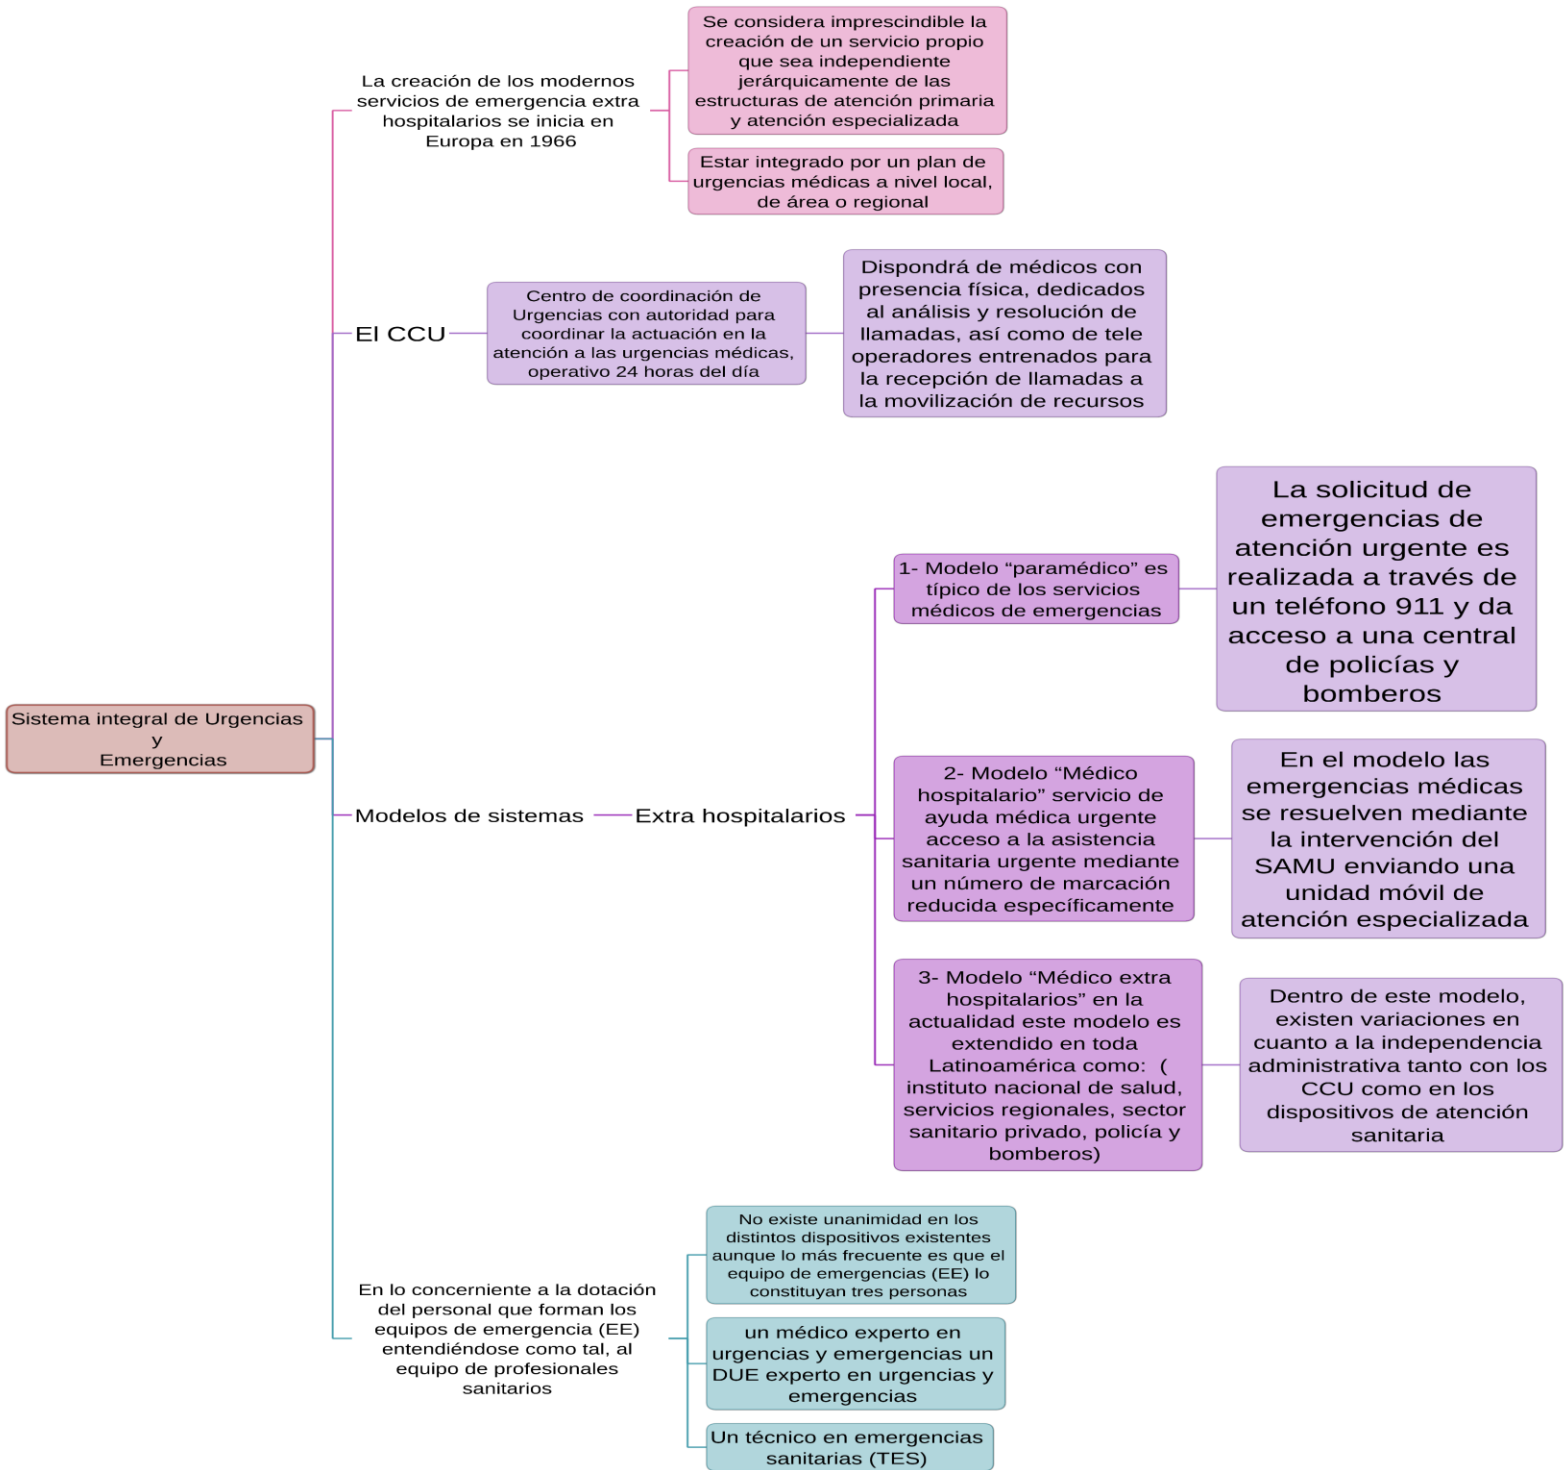 Se considera imprescindible la
creación de un servicio propio
que sea independiente
jerárquicamente de las
estructuras de atención primaria
y atención especializada
La creación de los modernos
servicios de emergencia extra
hospitalarios se inicia en
Europa en 1966
Estar integrado por un plan de
urgencias médicas a nivel local,
de área o regional
El CCU
Centro de coordinación de
Urgencias con autoridad para
coordinar la actuación en la
atención a las urgencias médicas,
operativo 24 horas del día
Dispondrá de médicos con
presencia física, dedicados
al análisis y resolución de
llamadas, así como de tele
operadores entrenados para
la recepción de llamadas a
la movilización de recursos
Sistema integral de Urgencias
y
Emergencias
Modelos de sistemas
Extra hospitalarios
1- Modelo “paramédico” es
típico de los servicios
médicos de emergencias
La solicitud de
emergencias de
atención urgente es
realizada a través de
un teléfono 911 y da
acceso a una central
de policías y
bomberos
2- Modelo “Médico
hospitalario” servicio de
ayuda médica urgente
acceso a la asistencia
sanitaria urgente mediante
un número de marcación
reducida específicamente
En el modelo las
emergencias médicas
se resuelven mediante
la intervención del
SAMU enviando una
unidad móvil de
atención especializada
3- Modelo “Médico extra
hospitalarios” en la
actualidad este modelo es
extendido en toda
Latinoamérica como: (
instituto nacional de salud,
servicios regionales, sector
sanitario privado, policía y
bomberos)
Dentro de este modelo,
existen variaciones en
cuanto a la independencia
administrativa tanto con los
CCU como en los
dispositivos de atención
sanitaria
En lo concerniente a la dotación
del personal que forman los
equipos de emergencia (EE)
entendiéndose como tal, al
equipo de profesionales
sanitarios
No existe unanimidad en los
distintos dispositivos existentes
aunque lo más frecuente es que el
equipo de emergencias (EE) lo
constituyan tres personas
un médico experto en
urgencias y emergencias un
DUE experto en urgencias y
emergencias
Un técnico en emergencias
sanitarias (TES)